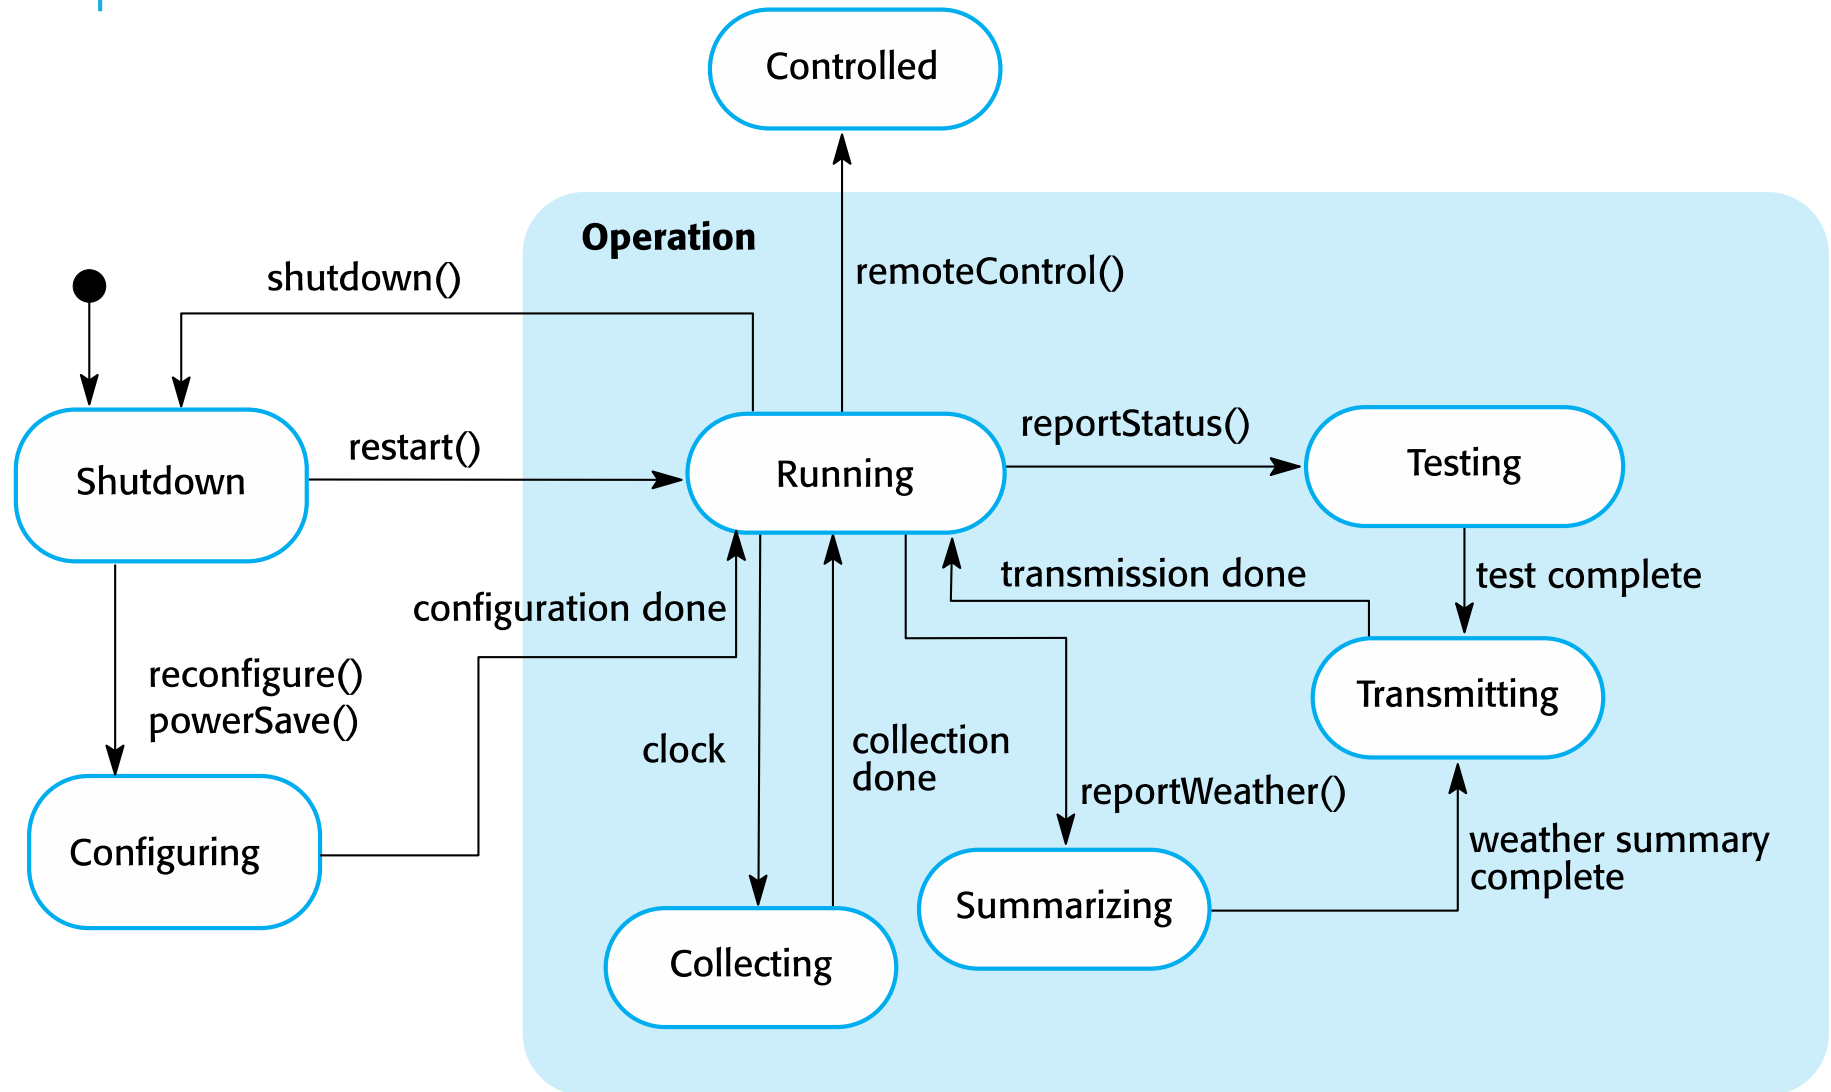 Controlled
Operation
shutdown()
remoteControl()
restart()
reportStatus()
Shutdown
Running
Testing
configuration done
transmission done
test complete
reconfigure()
powerSave()
Transmitting
clock
collection
done
reportWeather()
weather summary
complete
Configuring
Summarizing
Collecting